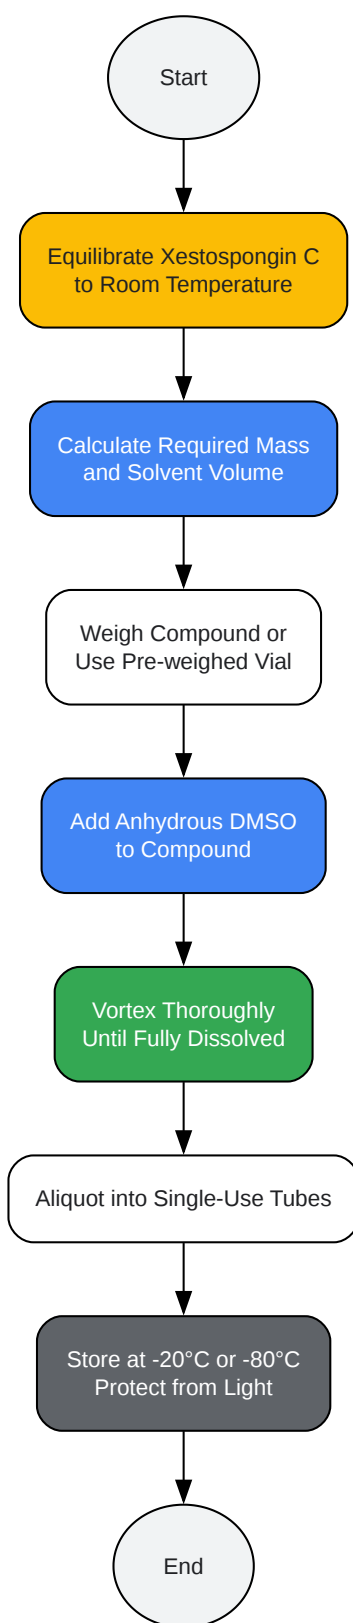 Start
Equilibrate Xestospongin C
to Room Temperature
Calculate Required Mass
and Solvent Volume
Weigh Compound or
Use Pre-weighed Vial
Add Anhydrous DMSO
to Compound
Vortex Thoroughly
Until Fully Dissolved
Aliquot into Single-Use Tubes
Store at -20°C or -80°C
Protect from Light
End